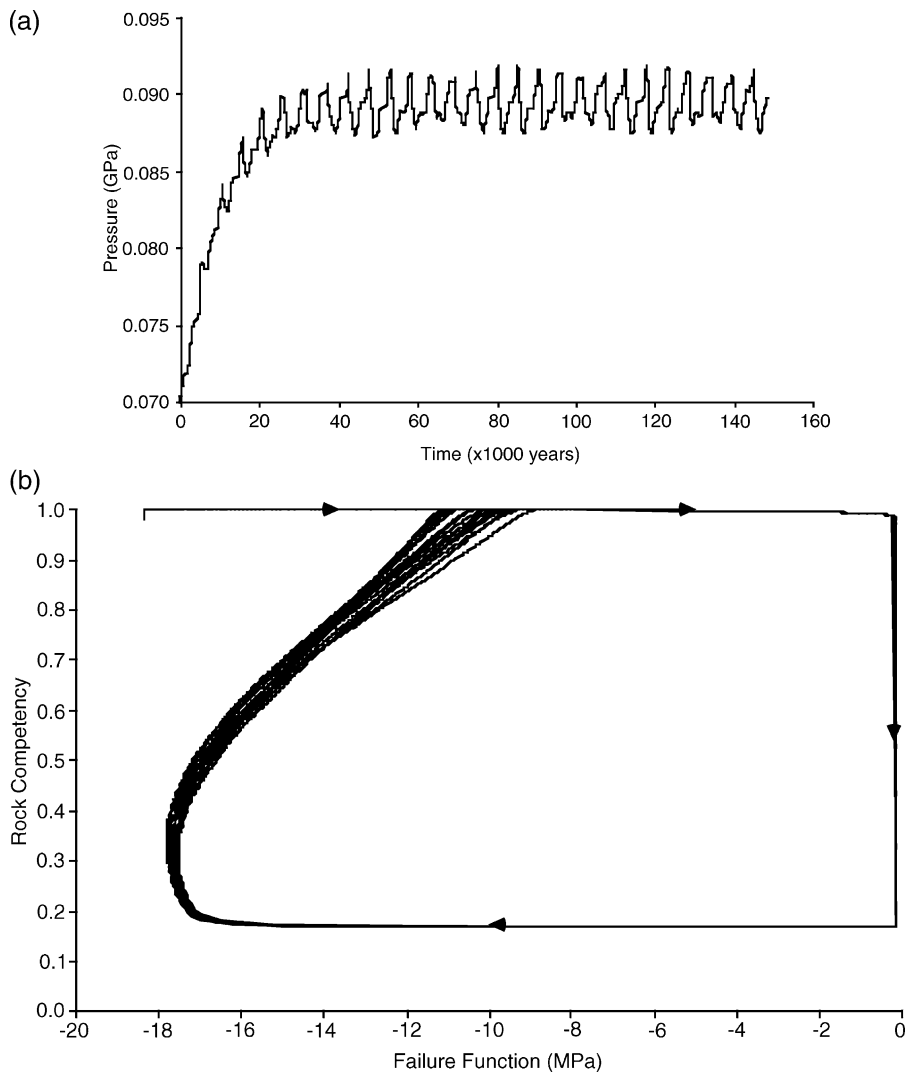 (a)
0.095
0.090
0.085
0.080
0.075
0.070
Pressure (GPa)
0 20 40 60 80 100 120 140 160
Time (x1000 years)
(b)
1.0
0.9
0.8
0.7
0.6
0.5
0.4
0.3
0.2
0.1
0.0
Rock Competency
-20 -18 -16 -14 -12 -10 -8 -6 -4 -2 0
Failure Function (MPa)